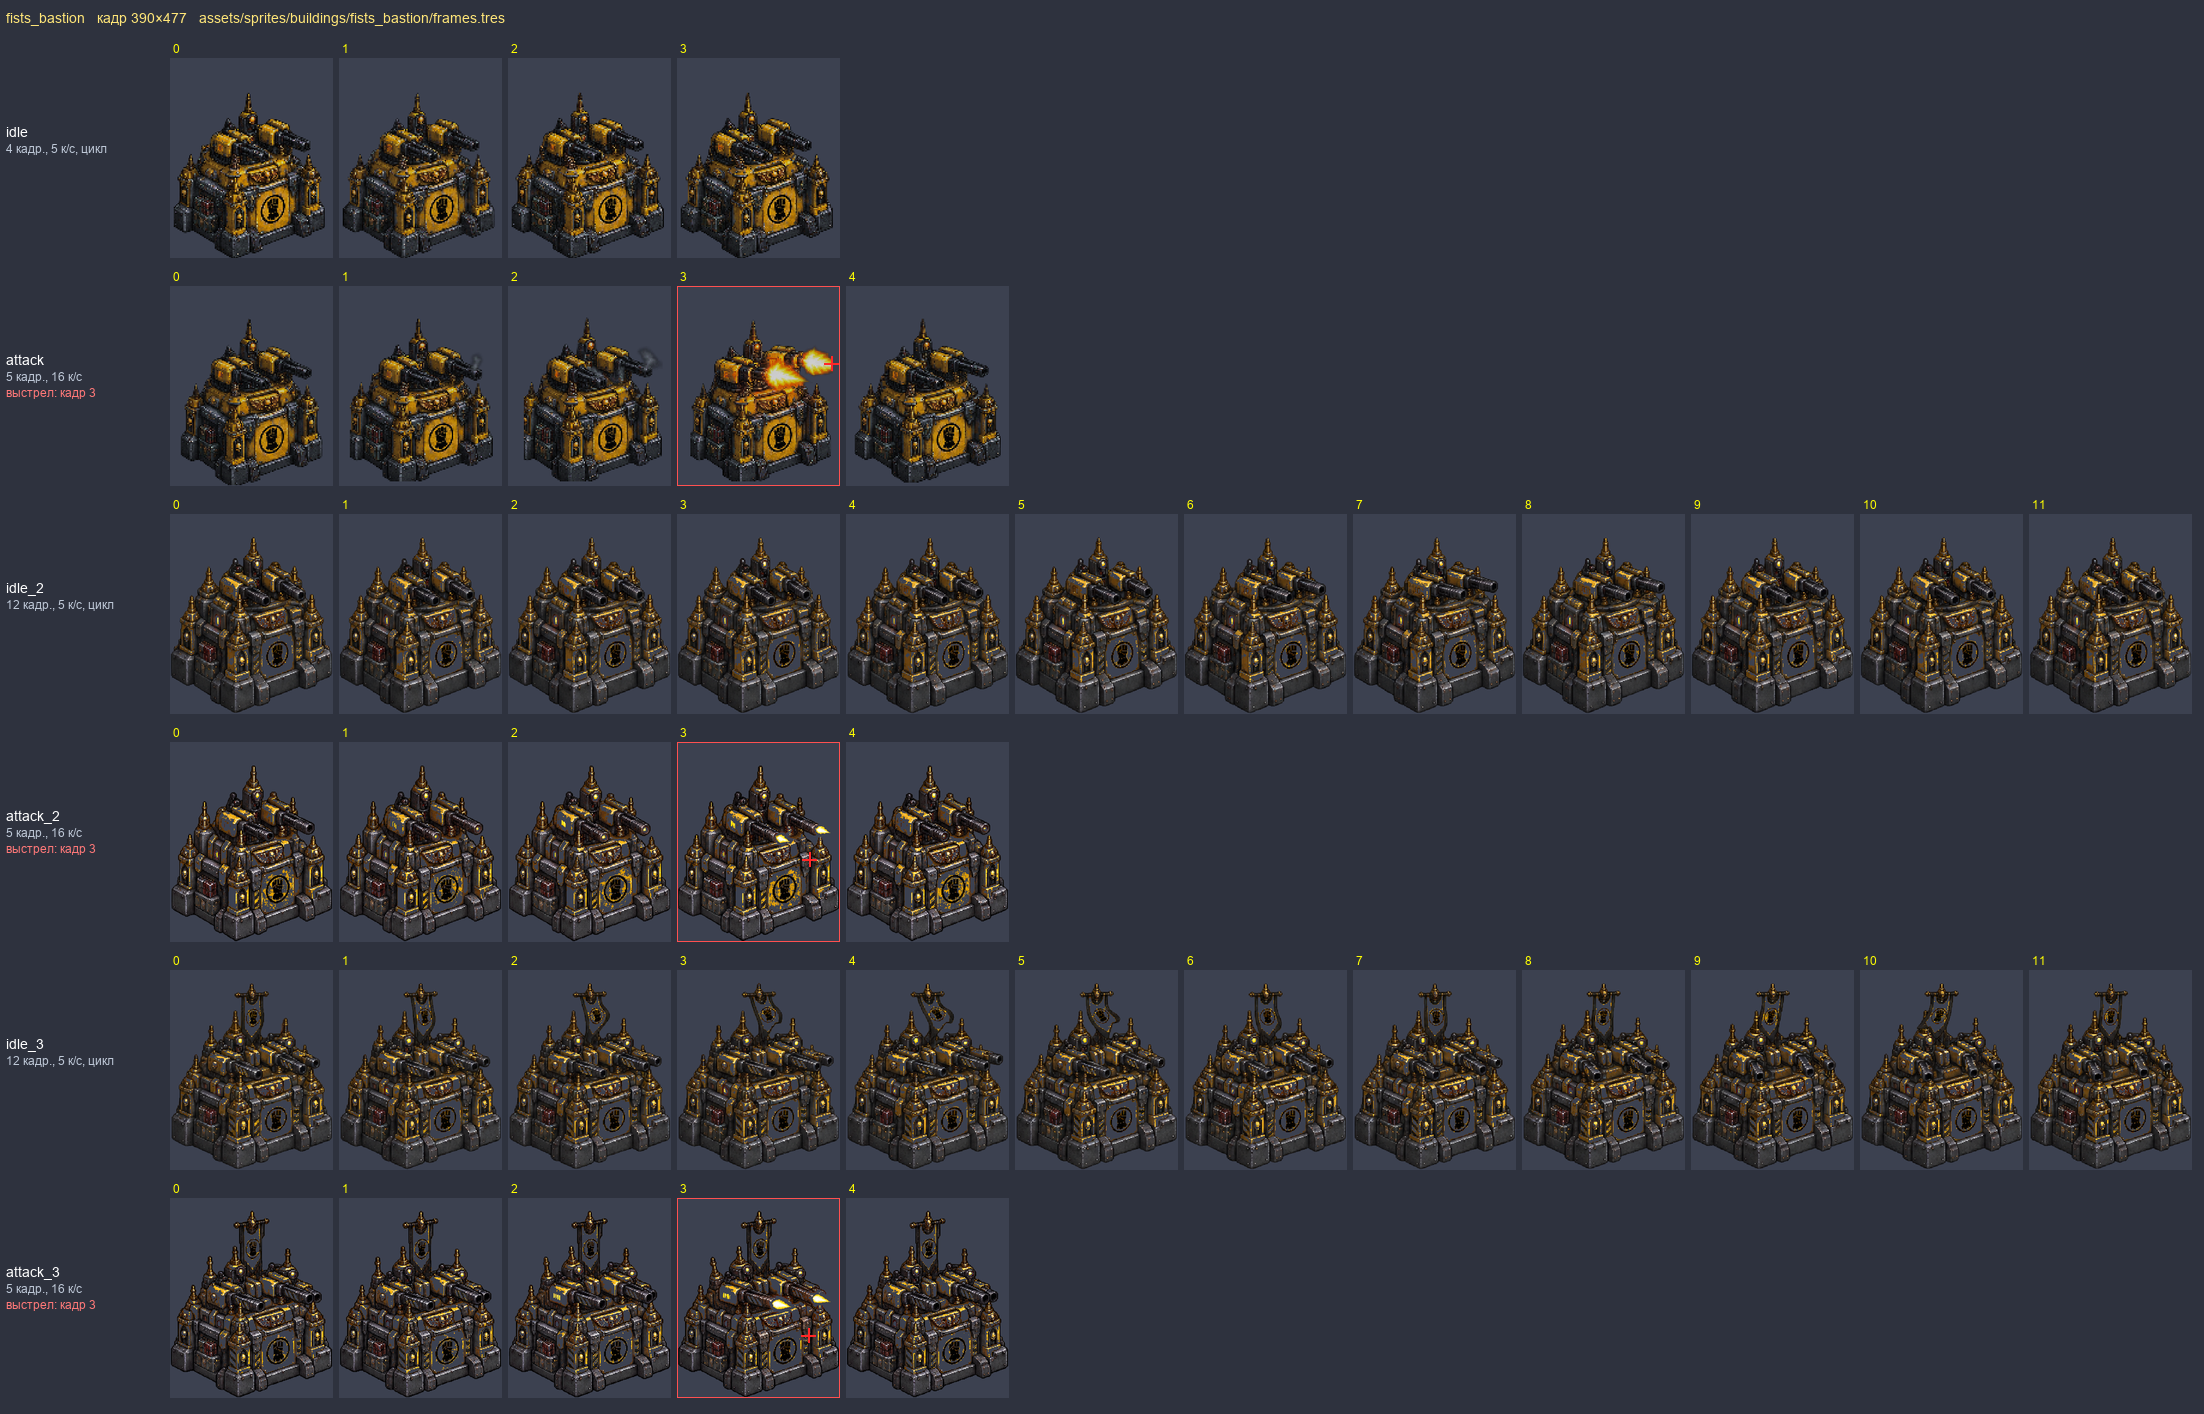 fists_bastion кадр 390×477 assets/sprites/buildings/fists_bastion/frames.tres
0 1 2 3
idle
4 кадр., 5 к/с, цикл
0 1 2 3 4
attack
5 кадр., 16 к/с
выстрел: кадр 3
0 1 2 3 4 5 6 7 8 9 10 11
idle_2
12 кадр., 5 к/с, цикл
0 1 2 3 4
attack_2
5 кадр., 16 к/с
выстрел: кадр 3
0 1 2 3 4 5 6 7 8 9 10 11
idle_3
12 кадр., 5 к/с, цикл
0 1 2 3 4
attack_3
5 кадр., 16 к/с
выстрел: кадр 3